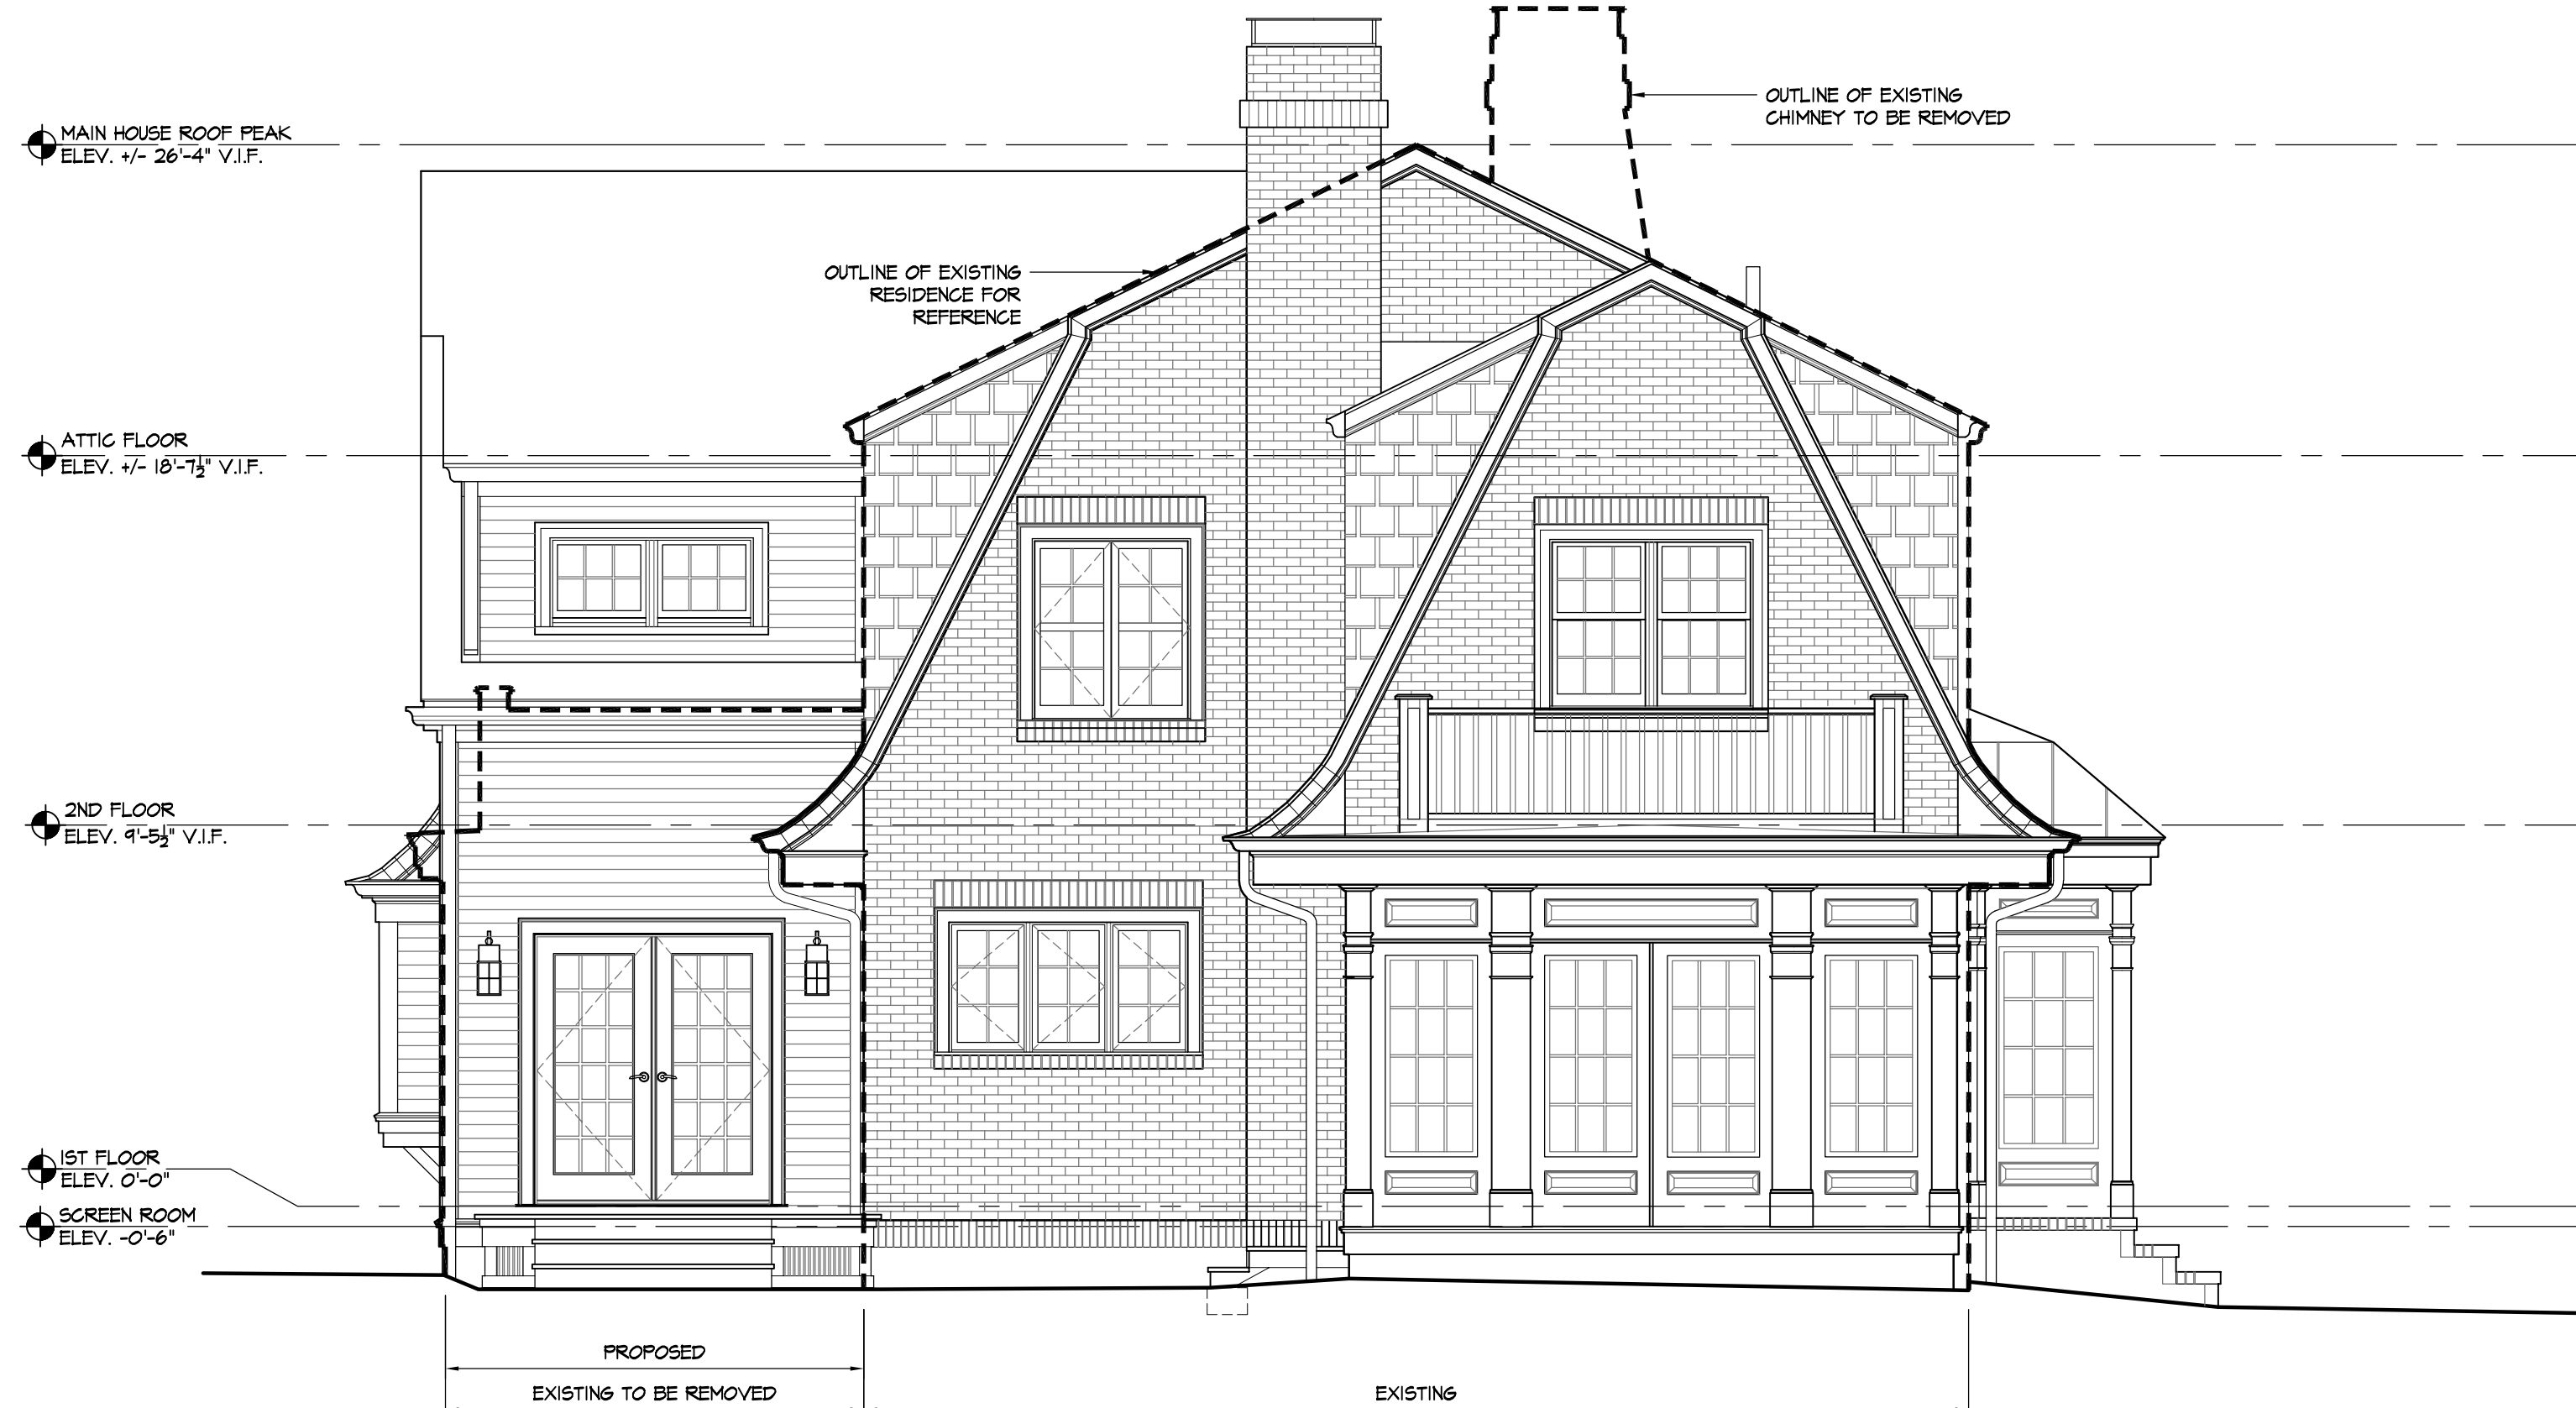 OUTLINE OF EXISTING
CHIMNEY TO BE REMOVED
MAIN HOUSE ROOF PEAK
ELEV. +/- 26'-4" V.I.F.
OUTLINE OF EXISTING
RESIDENCE FOR
REFERENCE
ATTIC FLOOR
ELEV. +/- 18'-7½" V.I.F.
2ND FLOOR
ELEV. 9'-5½" V.I.F.
1ST FLOOR
ELEV. 0'-0"
SCREEN ROOM
ELEV. -0'-6"
PROPOSED
EXISTING TO BE REMOVED
EXISTING